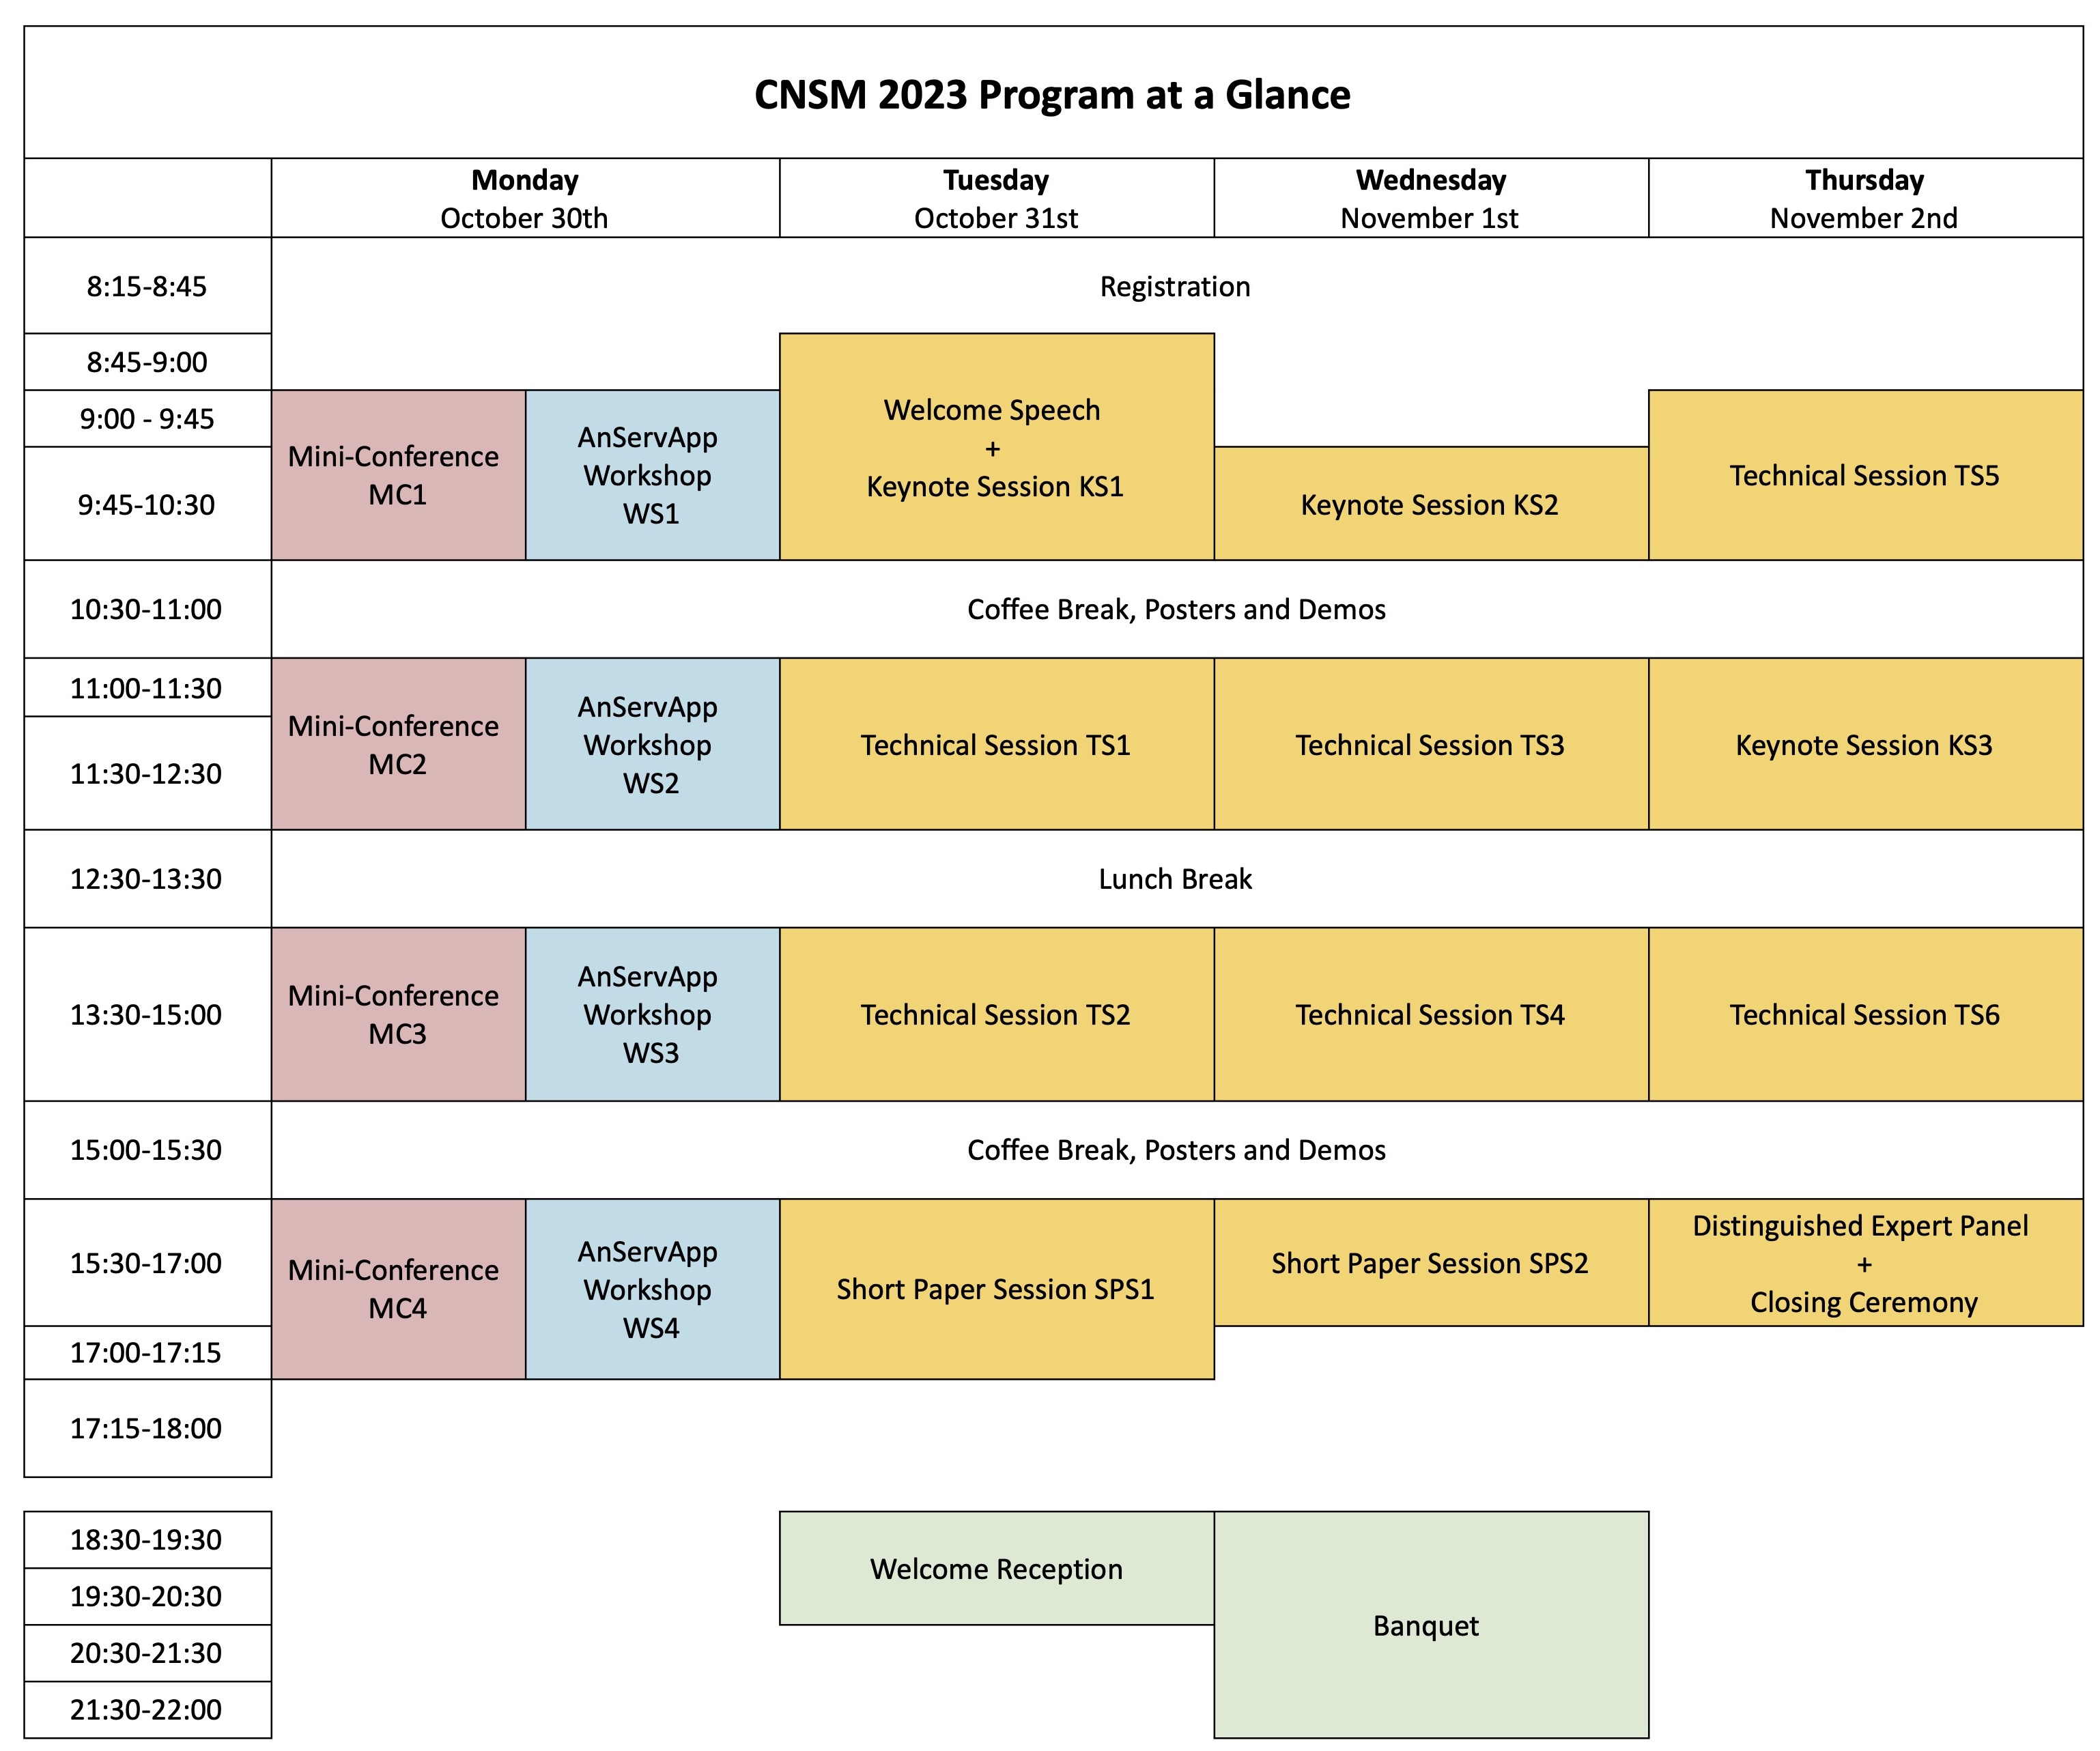 CNSM 2023 Program at a Glance
Monday
October 30th
Tuesday
October 31st
Wednesday
November 1st
Thursday
November 2nd
8:15-8:45
Registration
8:45-9:00
9:00 - 9:45
9:45-10:30
Mini-Conference
MC1
AnServApp
Workshop
WS1
Welcome Speech
+
Keynote Session KS1
Keynote Session KS2
Technical Session TS5
10:30-11:00
Coffee Break, Posters and Demos
11:00-11:30
11:30-12:30
Mini-Conference
MC2
AnServApp
Workshop
WS2
Technical Session TS1
Technical Session TS3
Keynote Session KS3
12:30-13:30
Lunch Break
13:30-15:00
Mini-Conference
MC3
AnServApp
Workshop
WS3
Technical Session TS2
Technical Session TS4
Technical Session TS6
15:00-15:30
Coffee Break, Posters and Demos
15:30-17:00
17:00-17:15
Mini-Conference
MC4
AnServApp
Workshop
WS4
Short Paper Session SPS1
Short Paper Session SPS2
Distinguished Expert Panel
+
Closing Ceremony
17:15-18:00
18:30-19:30
19:30-20:30
20:30-21:30
21:30-22:00
Welcome Reception
Banquet